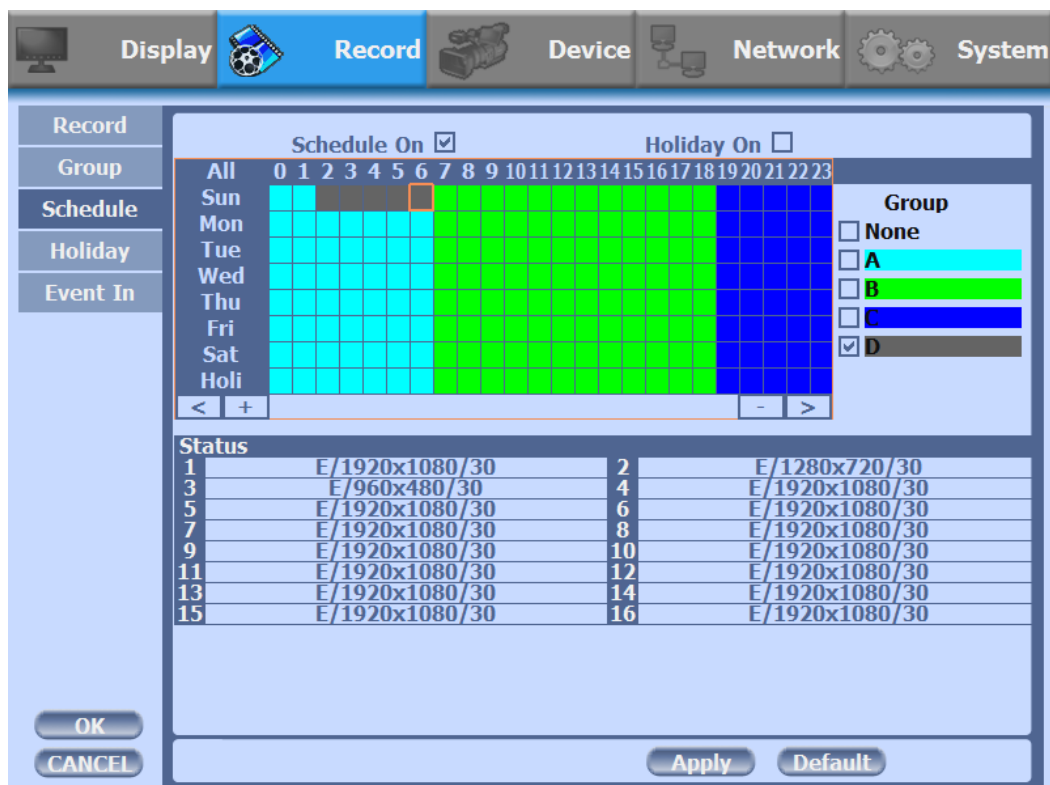 Display Record Device Network System
Record
Group
Schedule
Holiday
Event In
Schedule On Holiday On
All 0 1 2 3 4 5 6 7 8 9 10 11 12 13 14 15 16 17 18 19 20 21 22 23
Sun
Mon
Tue
Wed
Thu
Fri
Sat
Holi
< + - >
Group
None
A
B
C
D
Status
1 E/1920x1080/30 2 E/1280x720/30
3 E/960x480/30 4 E/1920x1080/30
5 E/1920x1080/30 6 E/1920x1080/30
7 E/1920x1080/30 8 E/1920x1080/30
9 E/1920x1080/30 10 E/1920x1080/30
11 E/1920x1080/30 12 E/1920x1080/30
13 E/1920x1080/30 14 E/1920x1080/30
15 E/1920x1080/30 16 E/1920x1080/30
OK
CANCEL
Apply Default